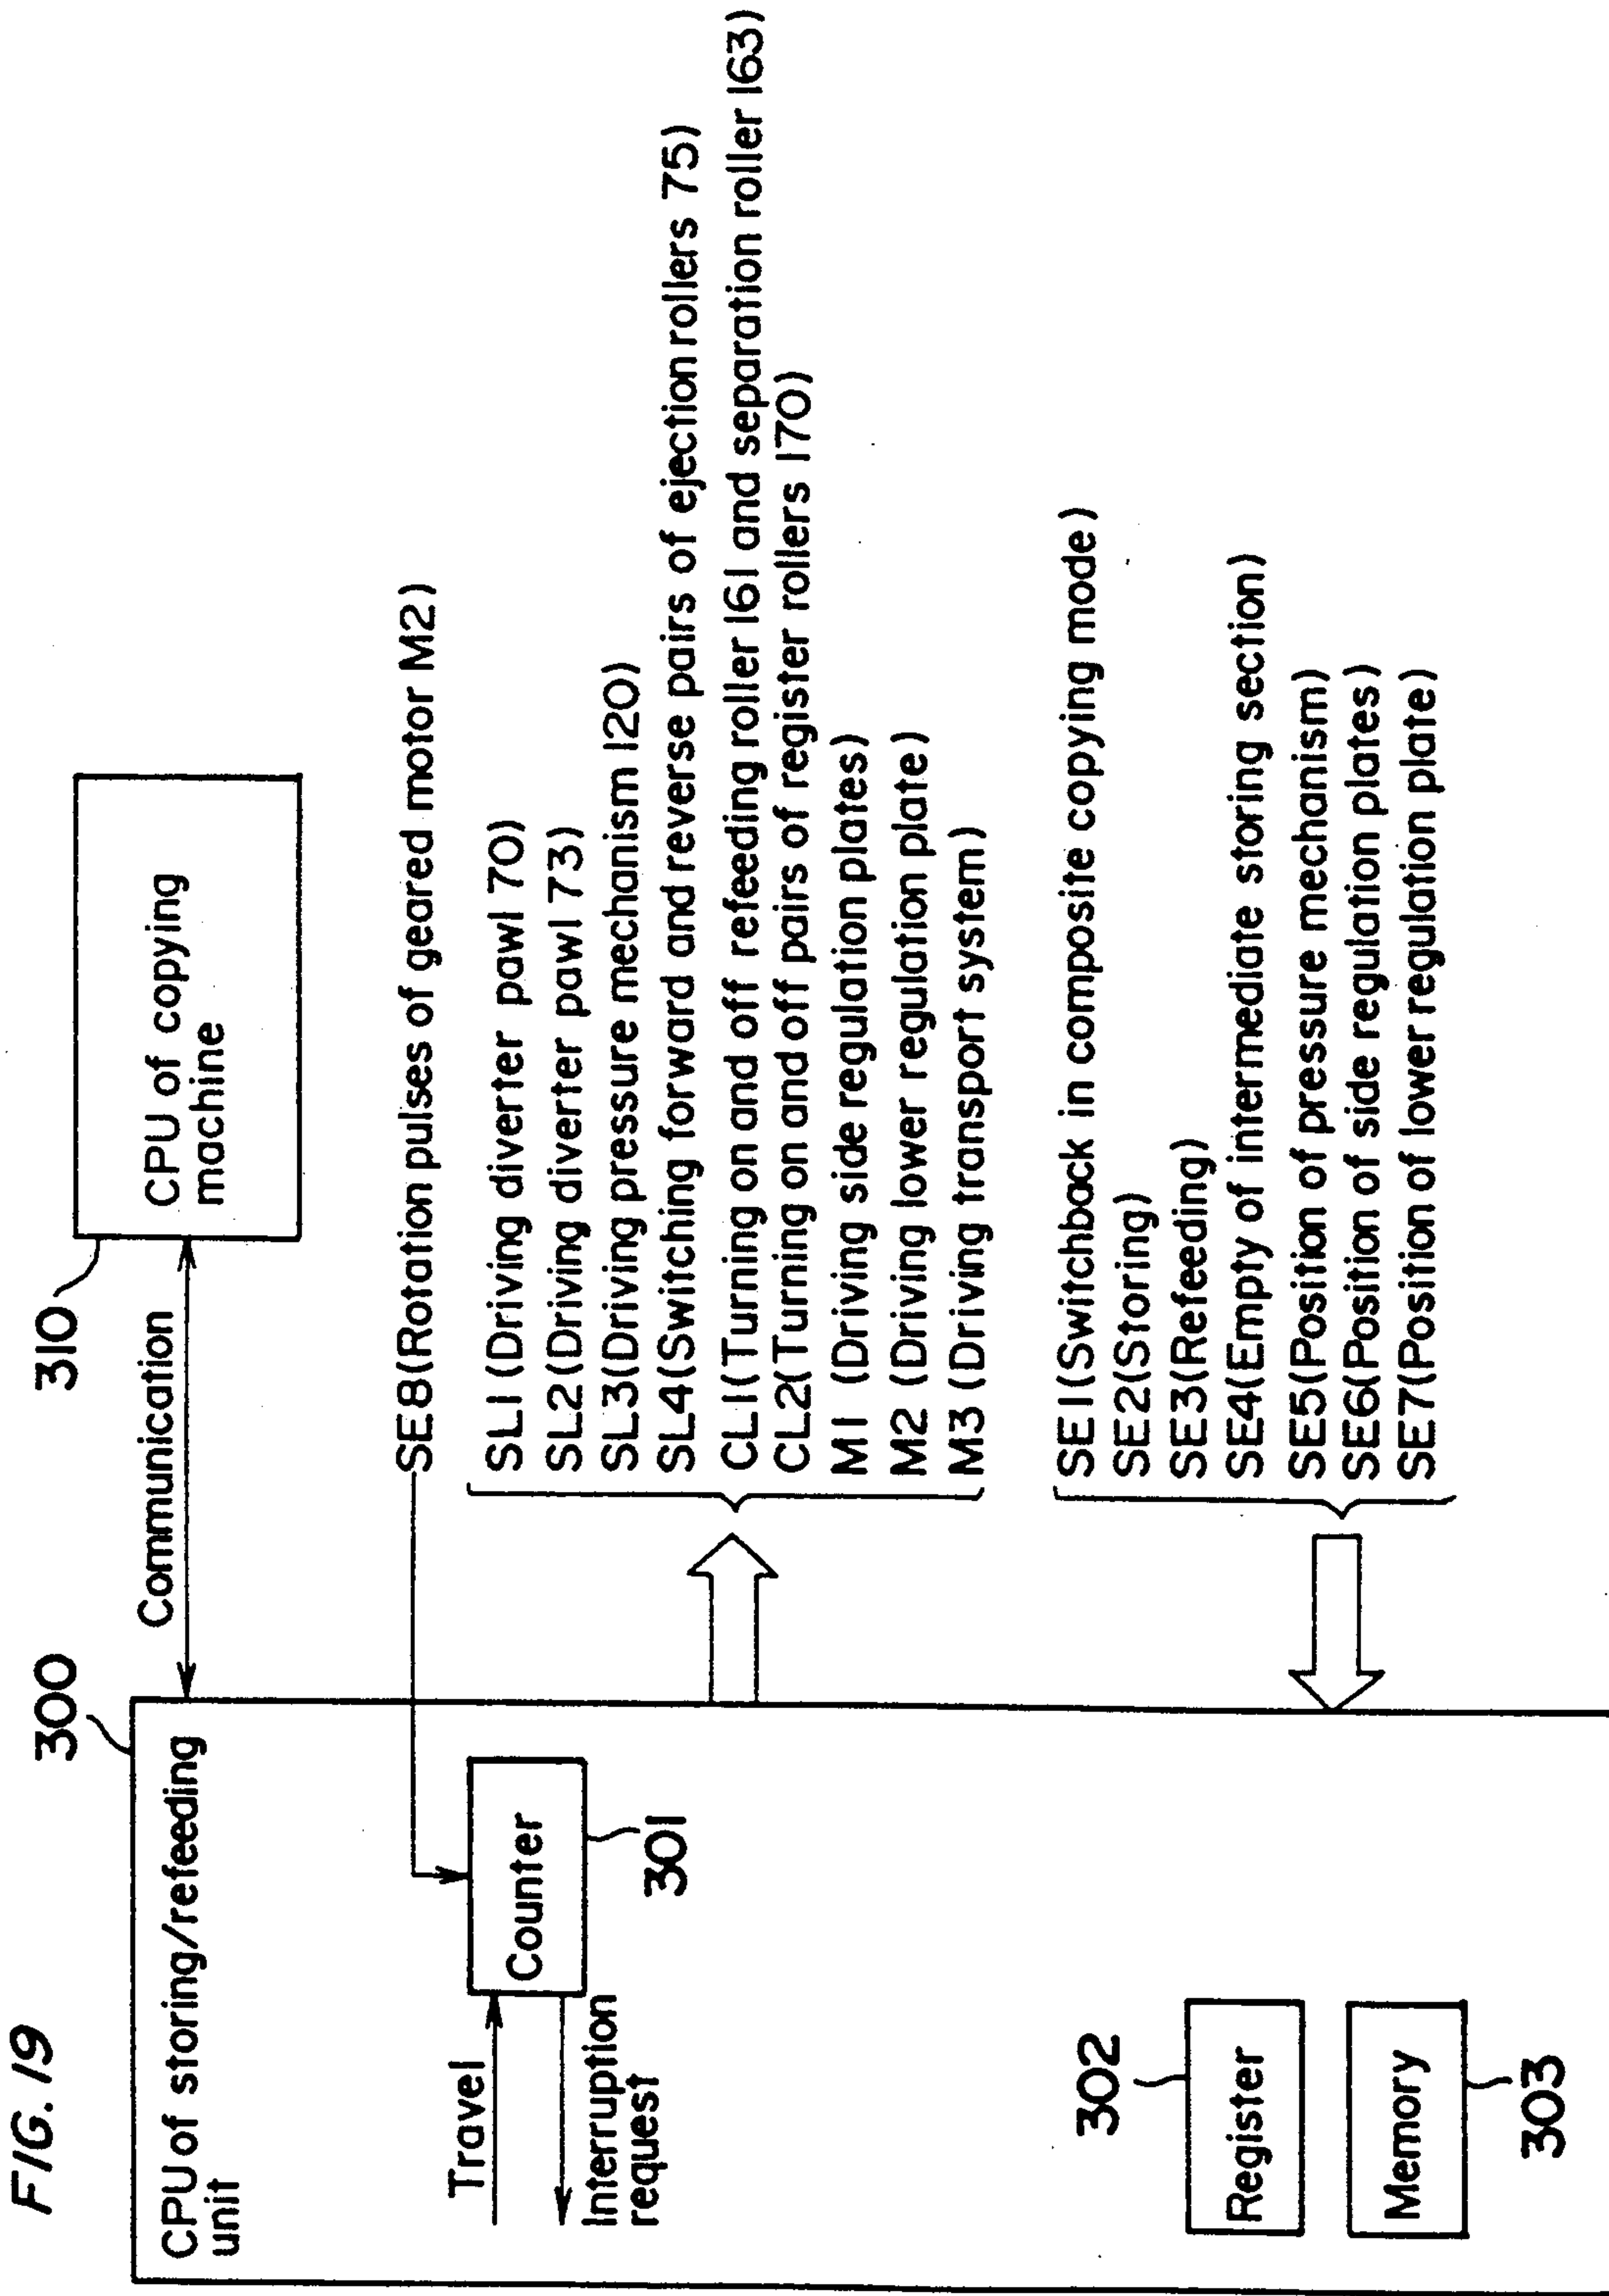 FIG. 19
300
310
CPU of storing/refeeding
unit
Communication
CPU of copying
machine
SE8(Rotation pulses of geared motor M2)
Travel
Counter
Interruption
request
301
SL1 (Driving diverter pawl 70)
SL2 (Driving diverter pawl 73)
SL3(Driving pressure mechanism 120)
SL4(Switching forward and reverse pairs of ejection rollers 75)
CL1(Turning on and off refeeding roller 161 and separation roller 163)
CL2(Turning on and off pairs of register rollers 170)
M1 (Driving side regulation plates)
M2 (Driving lower regulation plate)
M3 (Driving transport system)
302
Register
Memory
303
SE1(Switchback in composite copying mode)
SE2(Storing)
SE3(Refeeding)
SE4(Empty of intermediate storing section)
SE5(Position of pressure mechanism)
SE6(Position of side regulation plates)
SE7(Position of lower regulation plate)